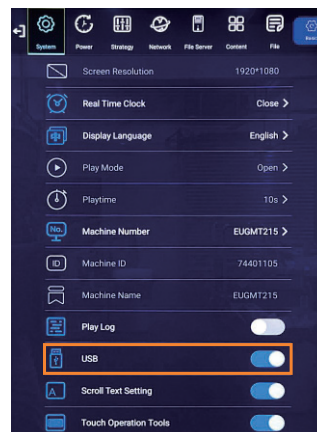 System Power Strategy Network File Server Content File
Screen Resolution 1920*1080
Real Time Clock Close >
Display Language English >
Play Mode Open >
Playtime 10s >
No. Machine Number EUGMT215 >
ID Machine ID 74401105
Machine Name EUGMT215
Play Log
USB
A Scroll Text Setting
Touch Operation Tools